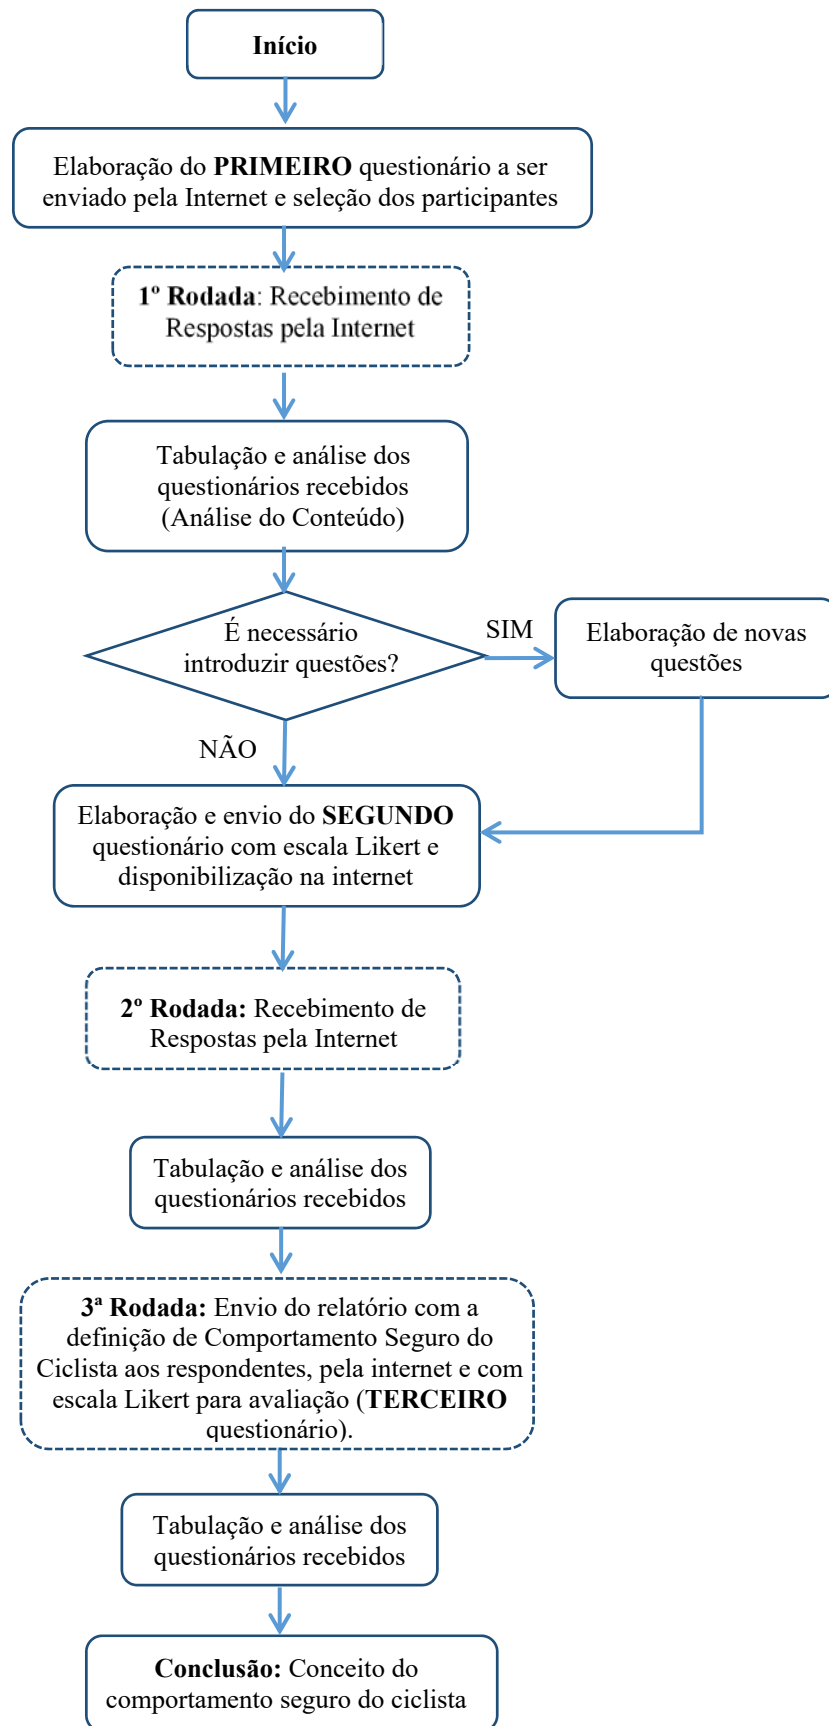 Início
Elaboração do PRIMEIRO questionário a ser
enviado pela Internet e seleção dos participantes
1º Rodada: Recebimento de
Respostas pela Internet
Tabulação e análise dos
questionários recebidos
(Análise do Conteúdo)
É necessário
introduzir questões?
SIM
Elaboração de novas
questões
NÃO
Elaboração e envio do SEGUNDO
questionário com escala Likert e
disponibilização na internet
2º Rodada: Recebimento de
Respostas pela Internet
Tabulação e análise dos
questionários recebidos
3ª Rodada: Envio do relatório com a
definição de Comportamento Seguro do
Ciclista aos respondentes, pela internet e com
escala Likert para avaliação (TERCEIRO
questionário).
Tabulação e análise dos
questionários recebidos
Conclusão: Conceito do
comportamento seguro do ciclista